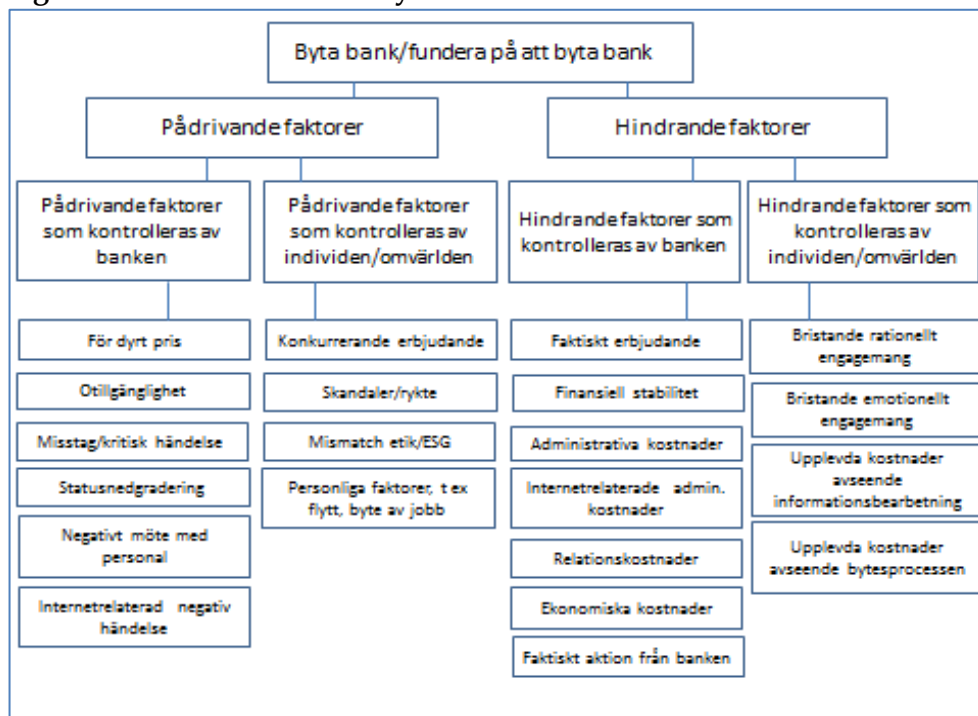 Byta bank/fundera på att byta bank
Pådrivande faktorer
Hindrande faktorer
Pådrivande faktorer
som kontrolleras av
banken
Pådrivande faktorer
som kontrolleras av
individen/omvärlden
Hindrande faktorer som
kontrolleras av banken
Hindrande faktorer som
kontrolleras av
individen/omvärlden
För dyrt pris
Otillgänglighet
Misstag/kritisk händelse
Statusnedgradering
Negativt möte med
personal
Internetrelaterad negativ
händelse
Konkurrerande erbjudande
Skandaler/rykte
Mismatch etik/ESG
Personliga faktorer, t ex
flytt, byte av jobb
Faktiskt erbjudande
Finansiell stabilitet
Administrativa kostnader
Internetrelaterade admin.
kostnader
Relationskostnader
Ekonomiska kostnader
Faktiskt aktion från banken
Bristande rationellt
engagemang
Bristande emotionellt
engagemang
Upplevda kostnader
avseende
informationsbearbetning
Upplevda kostnader
avseende bytesprocessen